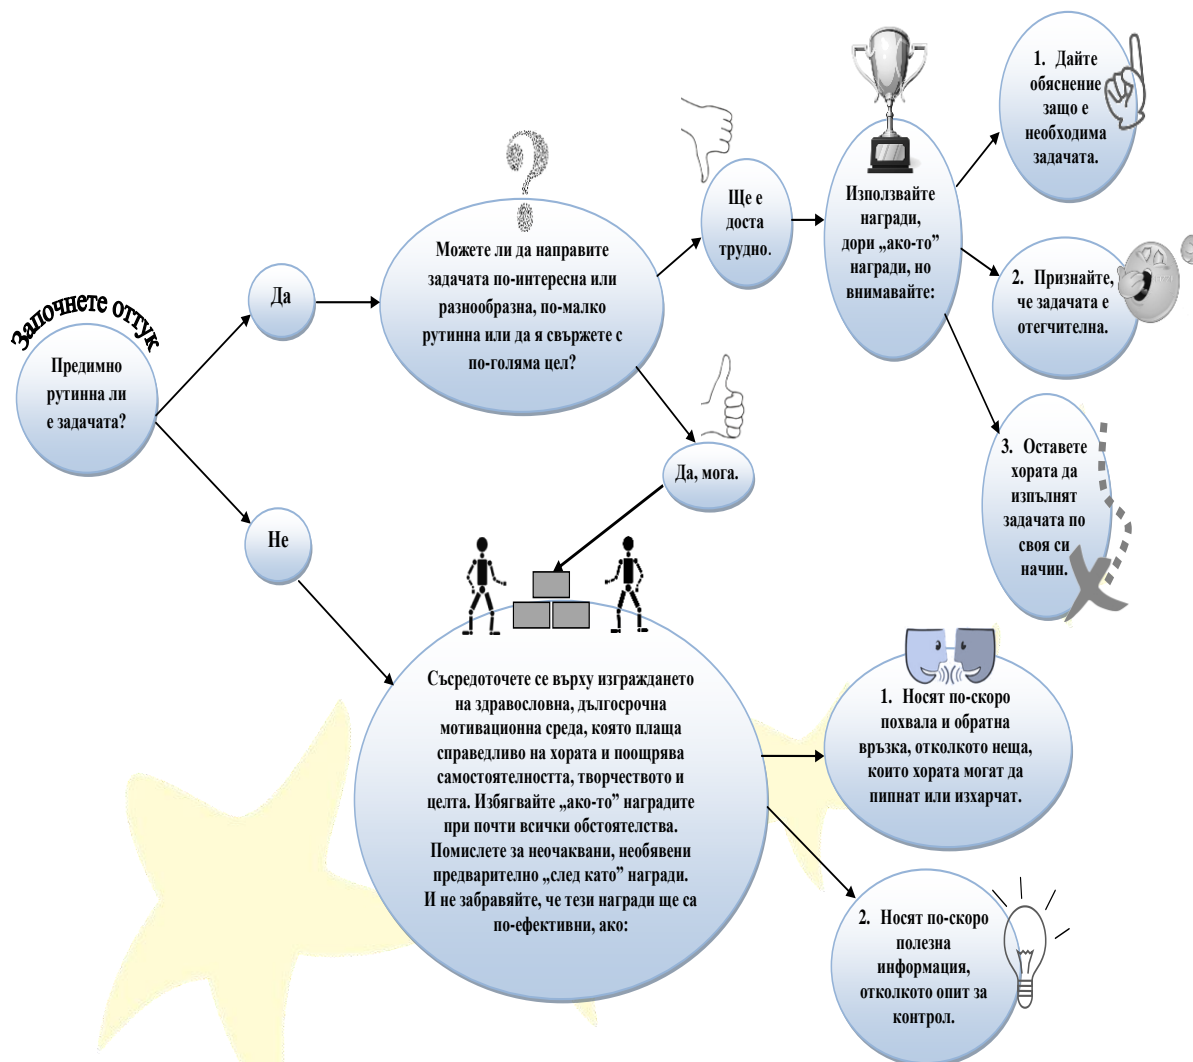 Започнете оттук
Предимно
рутинна ли
е задачата?
Да
Не
Можете ли да направите
задачата по-интересна или
разнообразна, по-малко
рутинна или да я свържете с
по-голяма цел?
Ще е
доста
трудно.
Да, мога.
Използвайте
награди,
дори „ако-то”
награди, но
внимавайте:
1. Дайте
обяснение
защо е
необходима
задачата.
2. Признайте,
че задачата е
отегчителна.
3. Оставете
хората да
изпълнят
задачата по
своя си
начин.
Съсредоточете се върху изграждането
на здравословна, дългосрочна
мотивационна среда, която плаща
справедливо на хората и поощрява
самостоятелността, творчеството и
целта. Избягвайте „ако-то” наградите
при почти всички обстоятелства.
Помислете за неочаквани, необявени
предварително „след като” награди.
И не забравяйте, че тези награди ще са
по-ефективни, ако:
1. Носят по-скоро
похвала и обратна
връзка, отколкото неща,
които хората могат да
пипнат или изхарчат.
2. Носят по-скоро
полезна
информация,
отколкото опит за
контрол.